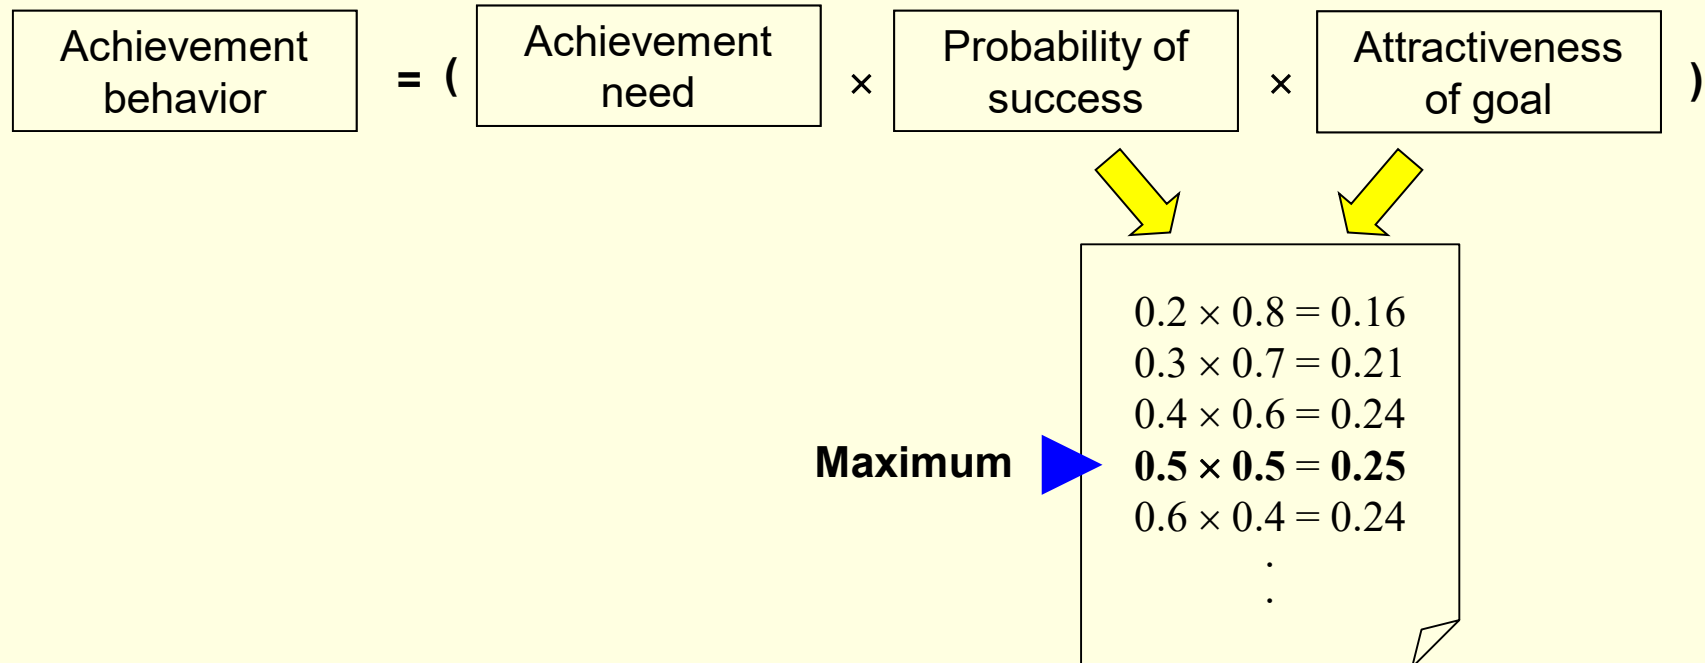 Achievement
behavior
= (
Achievement
need
×
Probability of
success
×
Attractiveness
of goal
)
0.2 × 0.8 = 0.16
0.3 × 0.7 = 0.21
0.4 × 0.6 = 0.24
Maximum
0.5 × 0.5 = 0.25
0.6 × 0.4 = 0.24
.
.